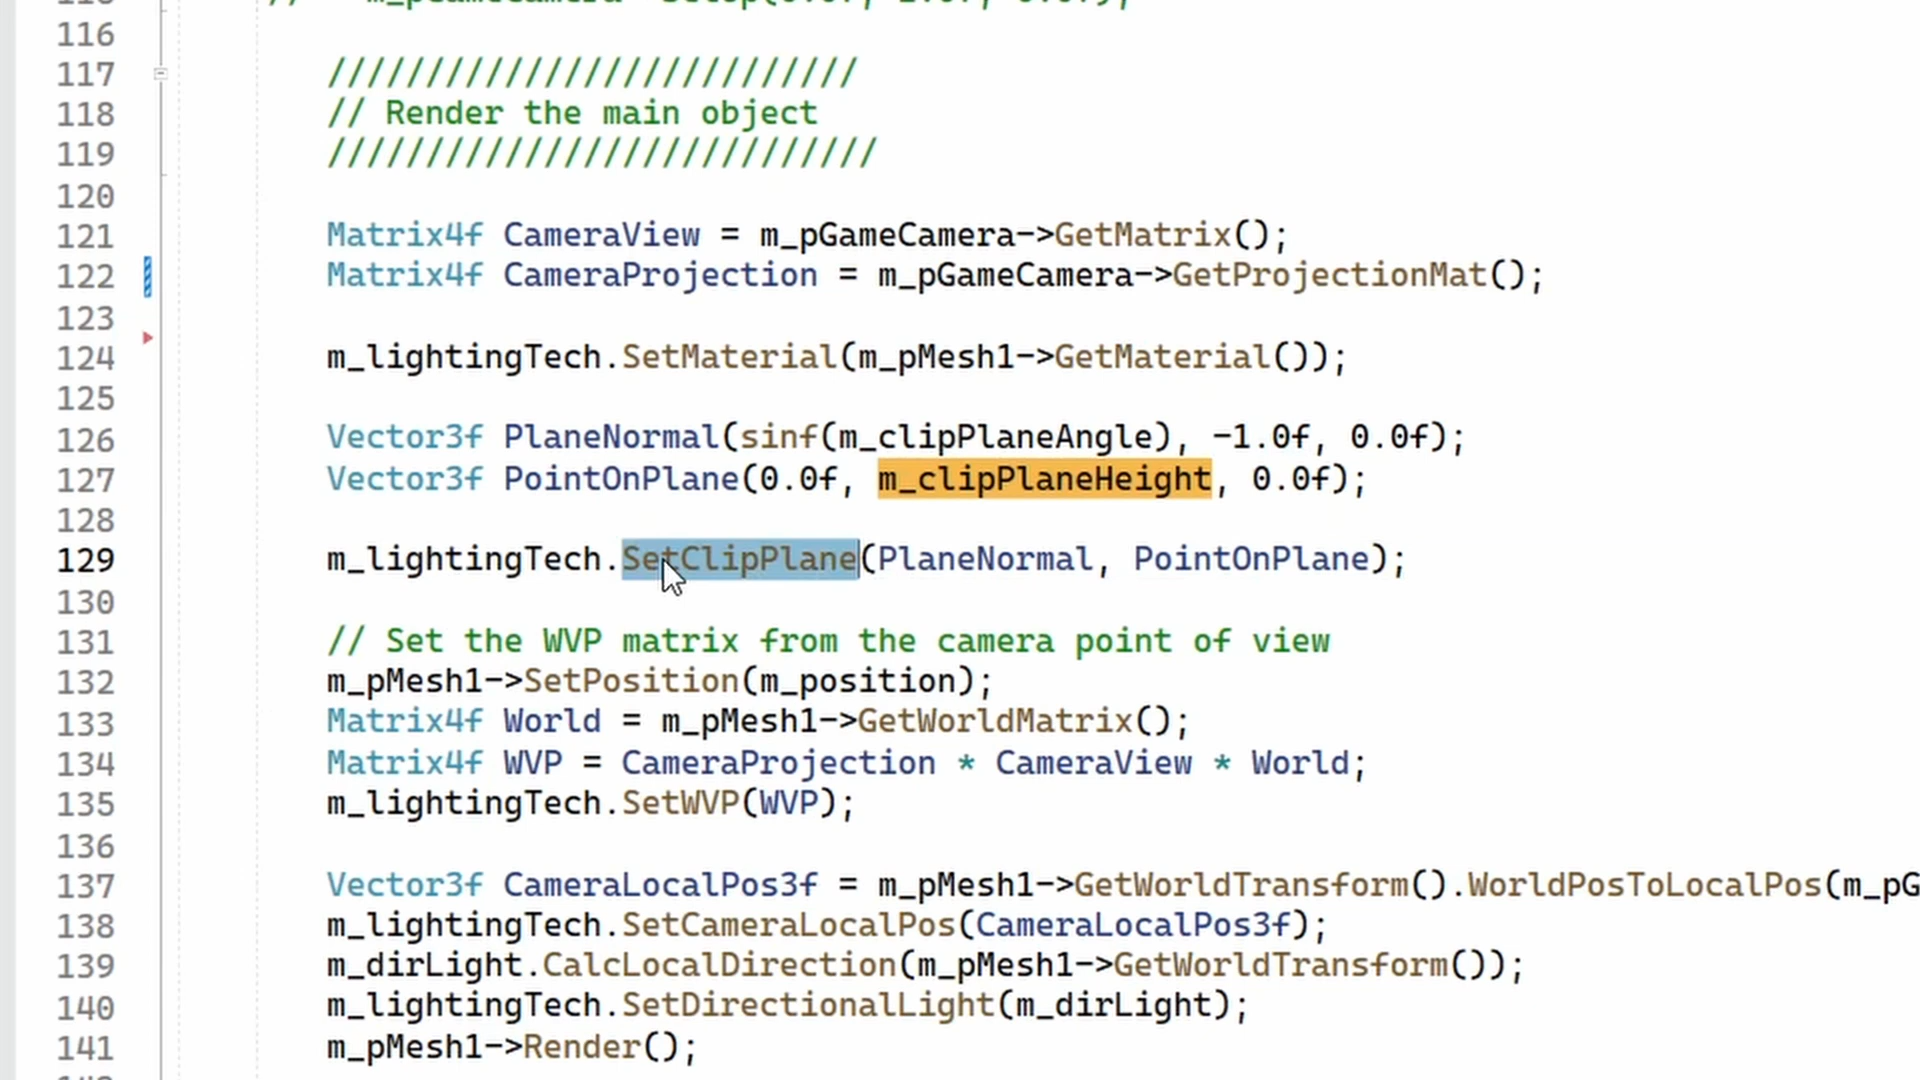 116
117 ///////////////////////////
118 // Render the main object
119 ////////////////////////////
120
121 Matrix4f CameraView = m_pGameCamera->GetMatrix();
122 Matrix4f CameraProjection = m_pGameCamera->GetProjectionMat();
123
124 m_lightingTech.SetMaterial(m_pMesh1->GetMaterial());
125
126 Vector3f PlaneNormal(sinf(m_clipPlaneAngle), -1.0f, 0.0f);
127 Vector3f PointOnPlane(0.0f, m_clipPlaneHeight, 0.0f);
128
129 m_lightingTech.SetClipPlane(PlaneNormal, PointOnPlane);
130
131 // Set the WVP matrix from the camera point of view
132 m_pMesh1->SetPosition(m_position);
133 Matrix4f World = m_pMesh1->GetWorldMatrix();
134 Matrix4f WVP = CameraProjection * CameraView * World;
135 m_lightingTech.SetWVP(WVP);
136
137 Vector3f CameraLocalPos3f = m_pMesh1->GetWorldTransform().WorldPosToLocalPos(m_pG
138 m_lightingTech.SetCameraLocalPos(CameraLocalPos3f);
139 m_dirLight.CalcLocalDirection(m_pMesh1->GetWorldTransform());
140 m_lightingTech.SetDirectionalLight(m_dirLight);
141 m_pMesh1->Render();